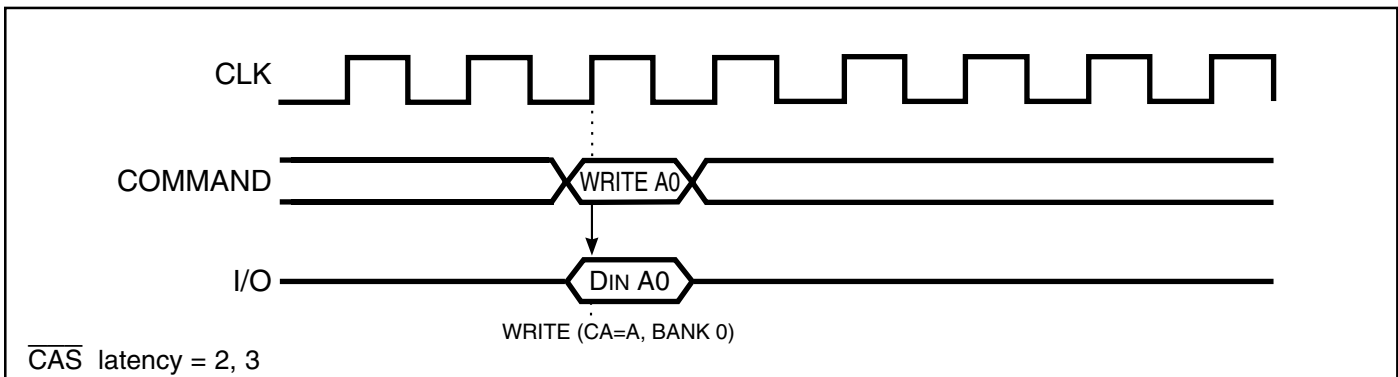 CLK
COMMAND
WRITE A0
I/O
DIN A0
WRITE (CA=A, BANK 0)
CAS latency = 2, 3